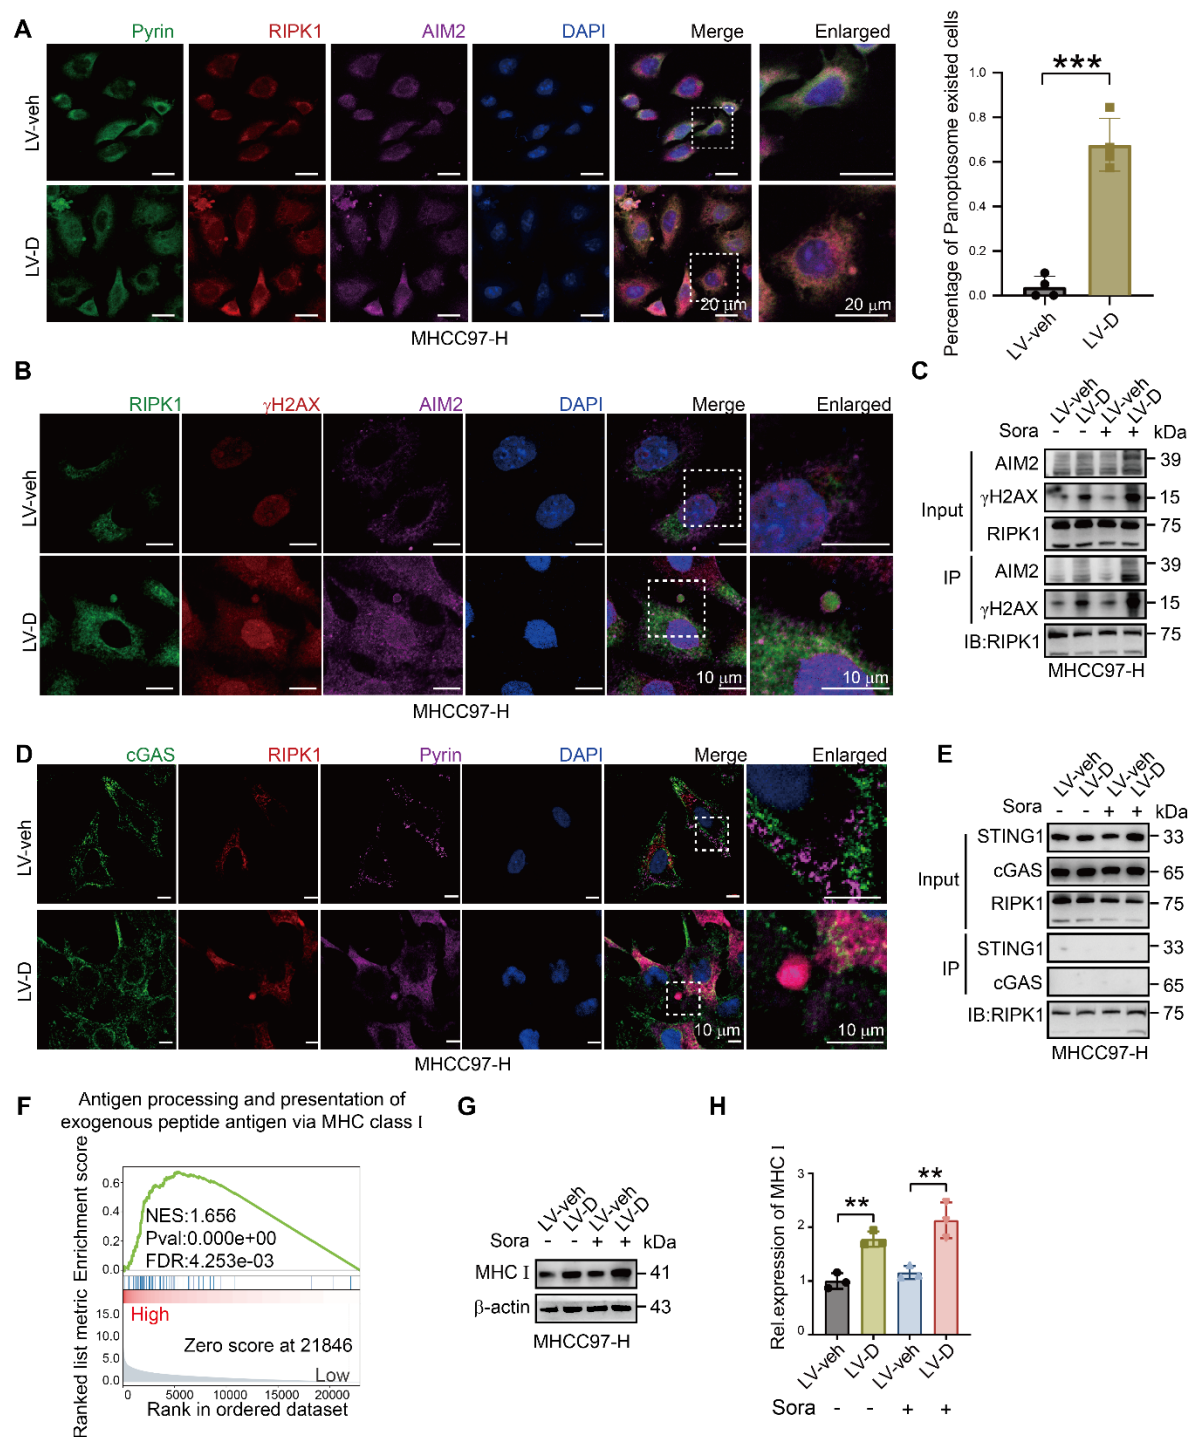 A
Pyrin RIPK1 AIM2 DAPI Merge Enlarged
LV-veh
LV-D
20 μm 20 μm
MHCC97-H
Percentage of Panoptosome existed cells
1.0
0.8
0.6
0.4
0.2
0.0
***
LV-veh LV-D
B
RIPK1 γH2AX AIM2 DAPI Merge Enlarged
LV-veh
LV-D
10 μm 10 μm
MHCC97-H
C
LV-veh LV-D LV-veh LV-D
Sora - - + + kDa
Input
AIM2 39
γH2AX 15
RIPK1 75
IP
AIM2 39
γH2AX 15
IB:RIPK1 75
MHCC97-H
D
cGAS RIPK1 Pyrin DAPI Merge Enlarged
LV-veh
LV-D
10 μm 10 μm
MHCC97-H
E
LV-veh LV-D LV-veh LV-D
Sora - - + + kDa
Input
STING1 33
cGAS 65
RIPK1 75
IP
STING1 33
cGAS 65
IB:RIPK1 75
MHCC97-H
F
Antigen processing and presentation of
exogenous peptide antigen via MHC class I
Enrichment score
0.6
0.4
0.2
0.0
NES:1.656
Pval:0.000e+00
FDR:4.253e-03
High
Ranked list metric
15.0
10.0
5.0
0.0
Zero score at 21846
Low
0 5000 10000 15000 20000
Rank in ordered dataset
G
LV-veh LV-D LV-veh LV-D
Sora - - + + kDa
MHC I 41
β-actin 43
MHCC97-H
H
Rel.expression of MHC I
3
2
1
0
** **
LV-veh LV-D LV-veh LV-D
Sora - - + +